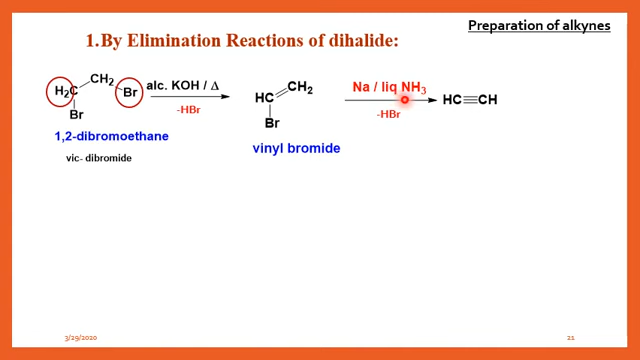 Preparation of alkynes
1.By Elimination Reactions of dihalide:
H2C CH2 Br Br
alc. KOH / Δ
-HBr
HC CH2 Br
Na / liq NH3
-HBr
HC≡CH
1,2-dibromoethane
vic- dibromide
vinyl bromide
3/29/2020
21